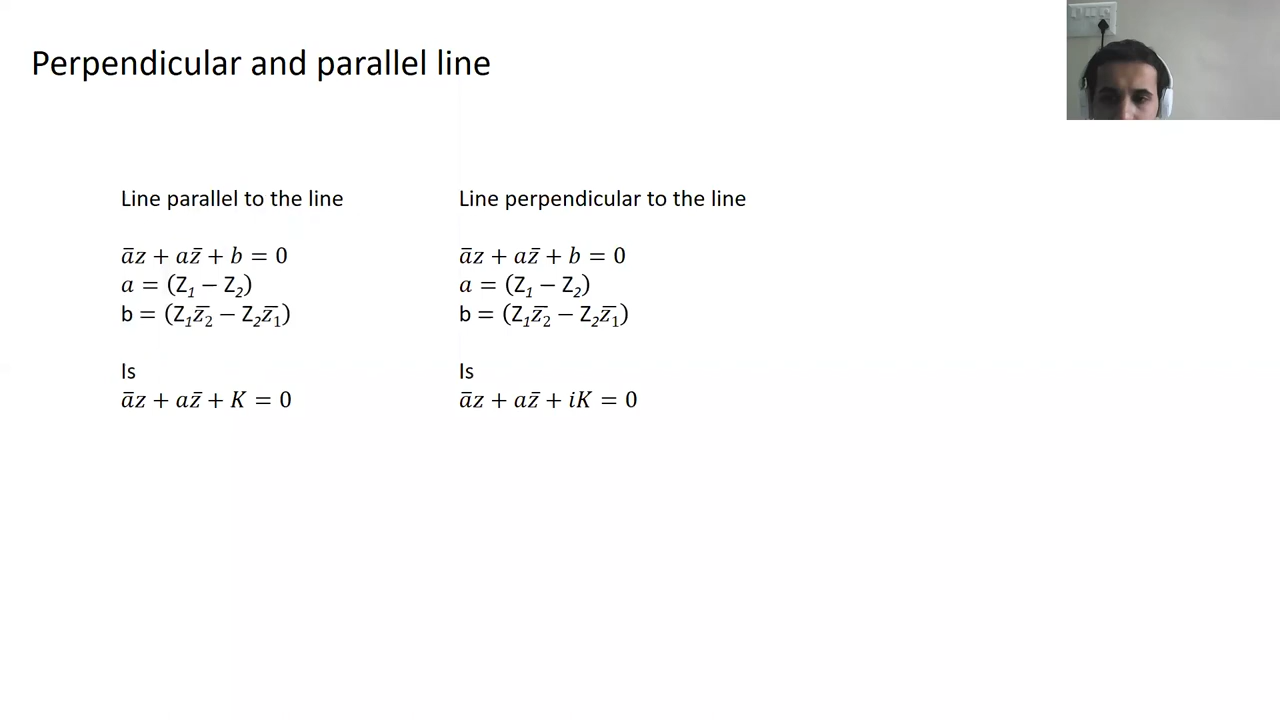 Perpendicular and parallel line
Line parallel to the line
āz + az̄ + b = 0
a = (Z₁ − Z₂)
b = (Z₁z̄₂ − Z₂z̄₁)
Is
āz + az̄ + K = 0
Line perpendicular to the line
āz + az̄ + b = 0
a = (Z₁ − Z₂)
b = (Z₁z̄₂ − Z₂z̄₁)
Is
āz + az̄ + iK = 0